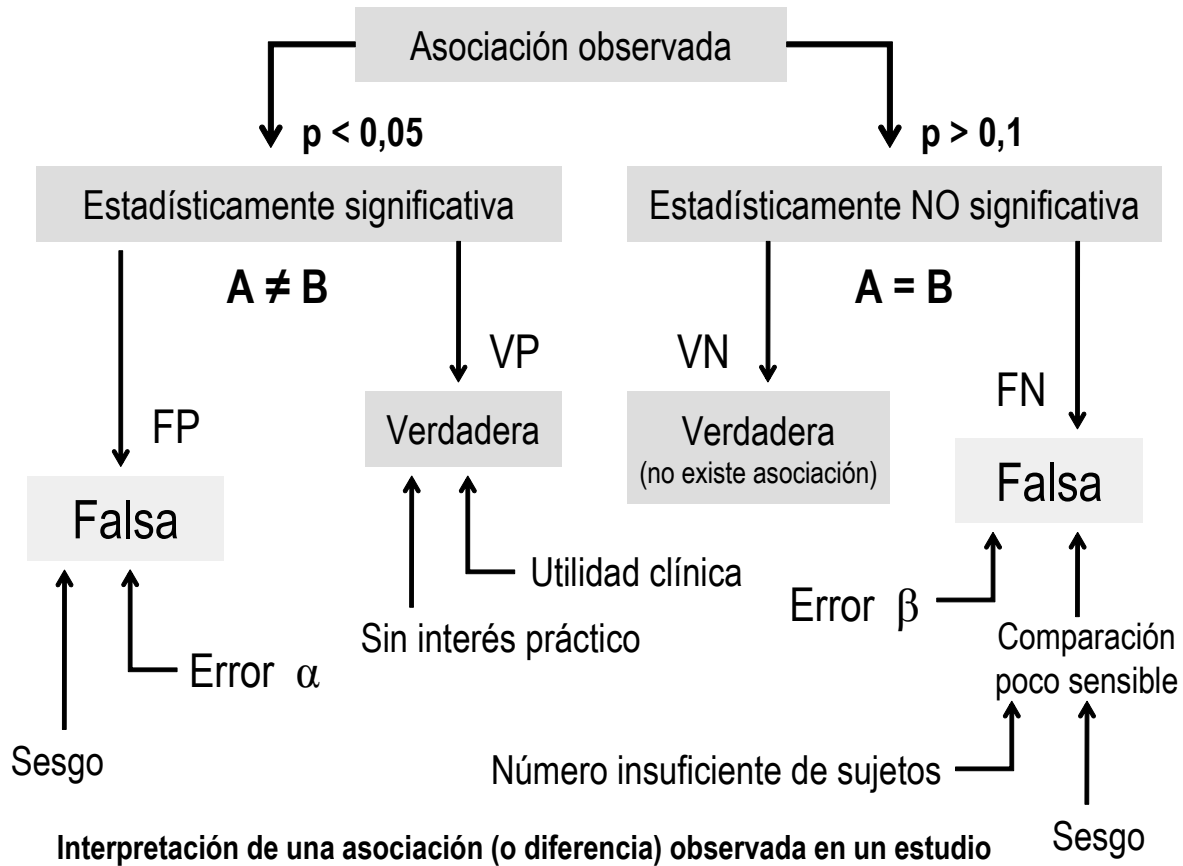 Asociación observada
p < 0,05
p > 0,1
Estadísticamente significativa
Estadísticamente NO significativa
A ≠ B
A = B
VP
VN
FN
FP
Verdadera
Verdadera
(no existe asociación)
Falsa
Falsa
Utilidad clínica
Error β
Sin interés práctico
Comparación
poco sensible
Error α
Sesgo
Número insuficiente de sujetos
Sesgo
Interpretación de una asociación (o diferencia) observada en un estudio